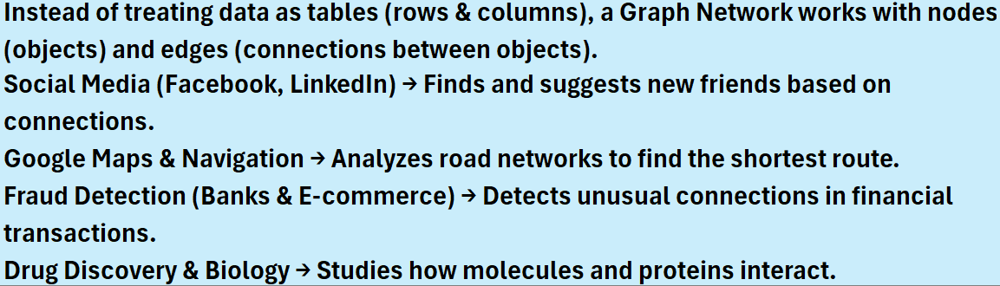 Instead of treating data as tables (rows & columns), a Graph Network works with nodes
(objects) and edges (connections between objects).
Social Media (Facebook, LinkedIn) → Finds and suggests new friends based on
connections.
Google Maps & Navigation → Analyzes road networks to find the shortest route.
Fraud Detection (Banks & E-commerce) → Detects unusual connections in financial
transactions.
Drug Discovery & Biology → Studies how molecules and proteins interact.